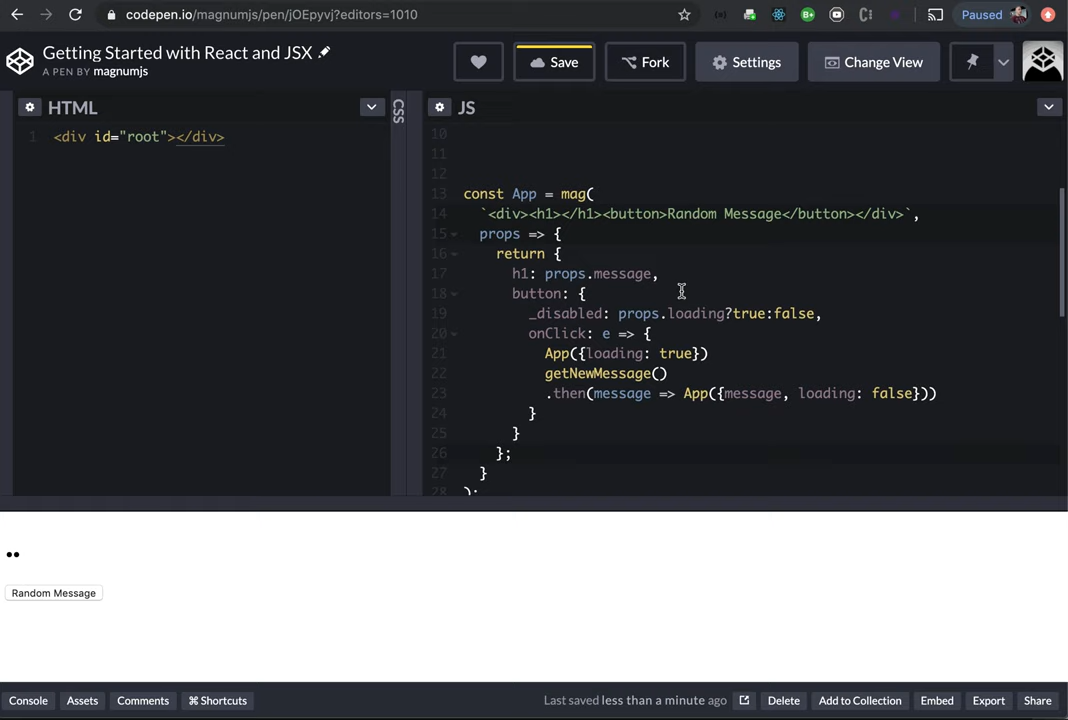 codepen.io/magnumjs/pen/jOEpyvj?editors=1010
Paused
Getting Started with React and JSX
A PEN BY magnumjs
Save
Fork
Settings
Change View
HTML
1 <div id="root"></div>
CSS
JS
10
11
12
13 const App = mag(
14 `<div><h1></h1><button>Random Message</button></div>`,
15 props => {
16 return {
17 h1: props.message,
18 button: {
19 _disabled: props.loading?true:false,
20 onClick: e => {
21 App({loading: true})
22 getNewMessage()
23 .then(message => App({message, loading: false}))
24 }
25 }
26 };
27 }
28 );
..
Random Message
Console
Assets
Comments
⌘ Shortcuts
Last saved less than a minute ago
Delete
Add to Collection
Embed
Export
Share